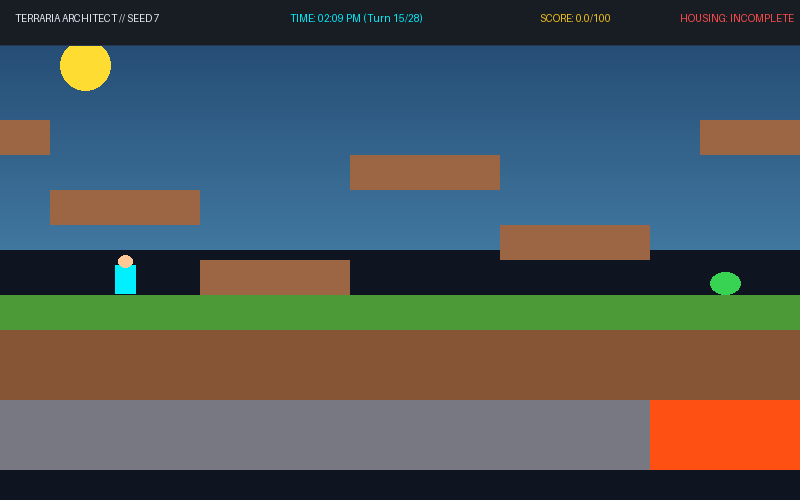 TERRARIA ARCHITECT // SEED 7
TIME: 02:09 PM (Turn 15/28)
SCORE: 0.0/100
HOUSING: INCOMPLETE